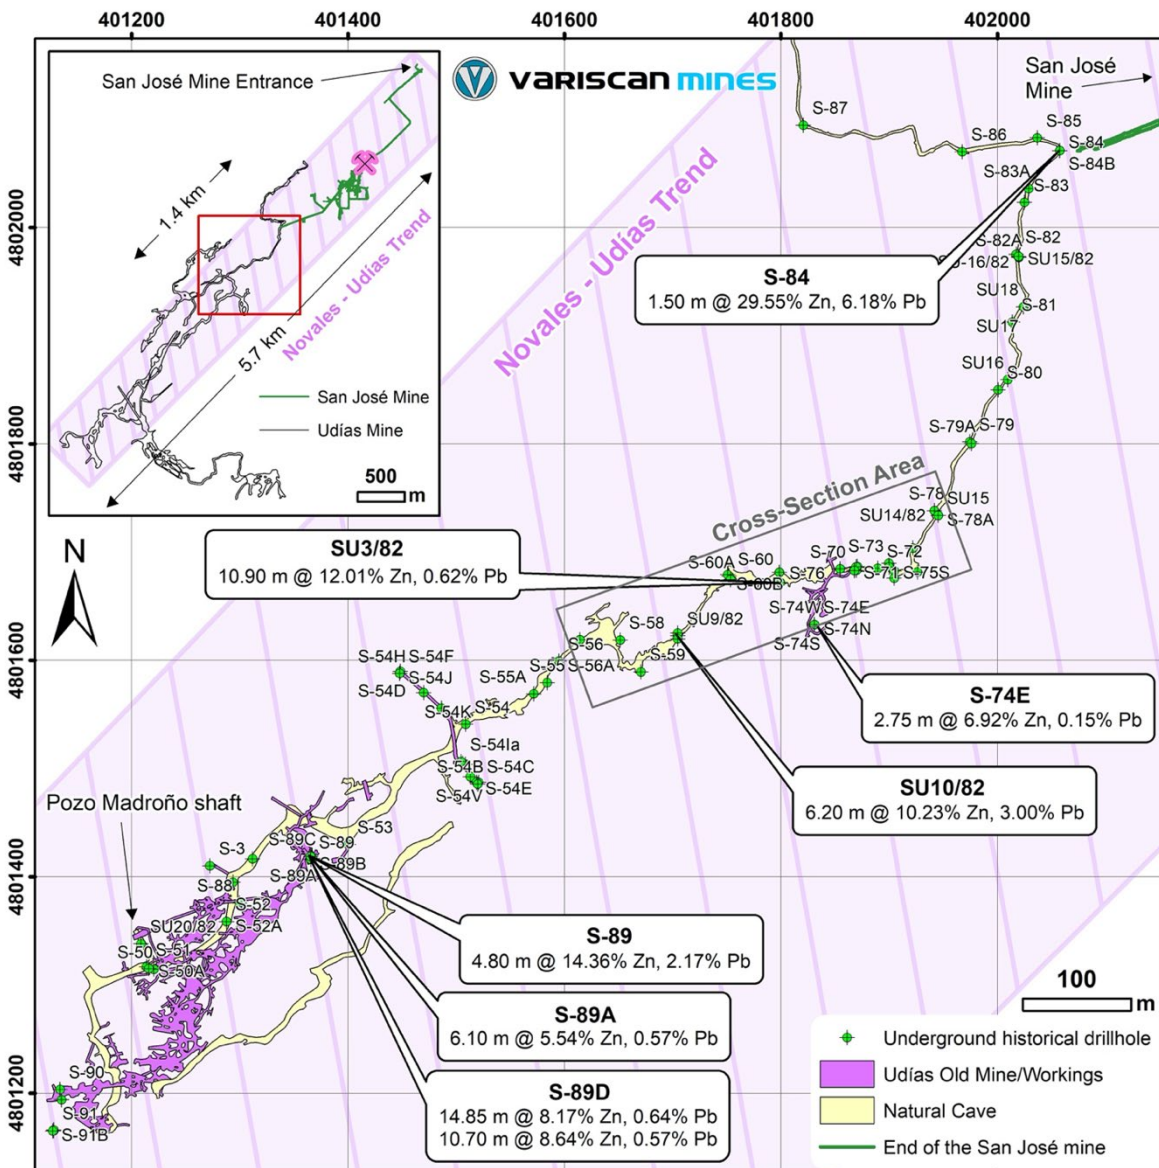 401200 401400 401600 401800 402000
4802000
4801800
4801600
4801400
4801200
San José Mine Entrance
1.4 km
5.7 km
Novales - Udías Trend
San José Mine
Udías Mine
500 m
VARISCAN MINES
Novales - Udías Trend
San José
Mine
S-87
S-86
S-85
S-84
S-84B
S-83A
S-83
S-82A
S-82
SU15/82
SU18
S-81
SU17
SU16
S-80
S-79A
S-79
S-84
1.50 m @ 29.55% Zn, 6.18% Pb
Cross-Section Area
S-78
SU15
SU14/82
S-78A
SU3/82
10.90 m @ 12.01% Zn, 0.62% Pb
S-60A
S-60
S-60B
S-76
S-70
S-73
S-72
S-71
S-75S
S-74W
S-74E
S-74N
S-74S
SU9/82
S-58
S-59
S-56
S-56A
S-55
S-55A
S-54H
S-54F
S-54J
S-54D
S-54K
S-54
S-54Ia
S-54B
S-54C
S-54E
S-54V
S-74E
2.75 m @ 6.92% Zn, 0.15% Pb
SU10/82
6.20 m @ 10.23% Zn, 3.00% Pb
Pozo Madroño shaft
S-53
S-3
S-89C
S-89
S-89B
S-89A
S-88
S-52
S-52A
SU20/82
S-50
S-51
S-50A
S-90
S-91
S-91B
S-89
4.80 m @ 14.36% Zn, 2.17% Pb
S-89A
6.10 m @ 5.54% Zn, 0.57% Pb
S-89D
14.85 m @ 8.17% Zn, 0.64% Pb
10.70 m @ 8.64% Zn, 0.57% Pb
N
100 m
Underground historical drillhole
Udías Old Mine/Workings
Natural Cave
End of the San José mine